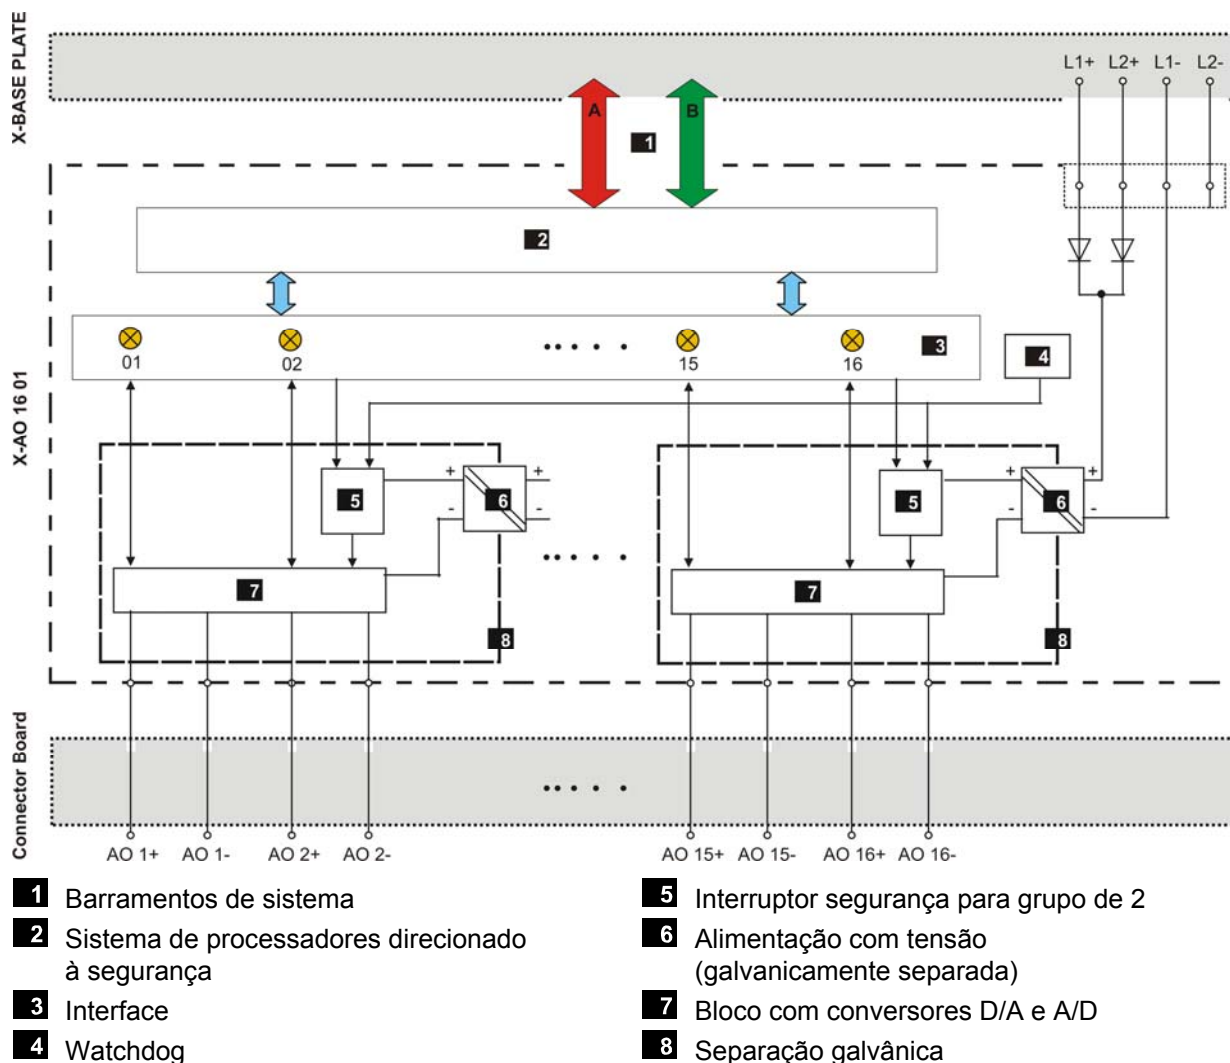 X-BASE PLATE
L1+ L2+ L1- L2-
A
B
1
2
01
02
15
16
3
4
X-AO 16 01
5
+
+
6
-
-
5
+
+
6
-
-
7
7
8
8
Connector Board
AO 1+ AO 1- AO 2+ AO 2-
AO 15+ AO 15- AO 16+ AO 16-
1 Barramentos de sistema
2 Sistema de processadores direcionado
à segurança
3 Interface
4 Watchdog
5 Interruptor segurança para grupo de 2
6 Alimentação com tensão
(galvanicamente separada)
7 Bloco com conversores D/A e A/D
8 Separação galvânica